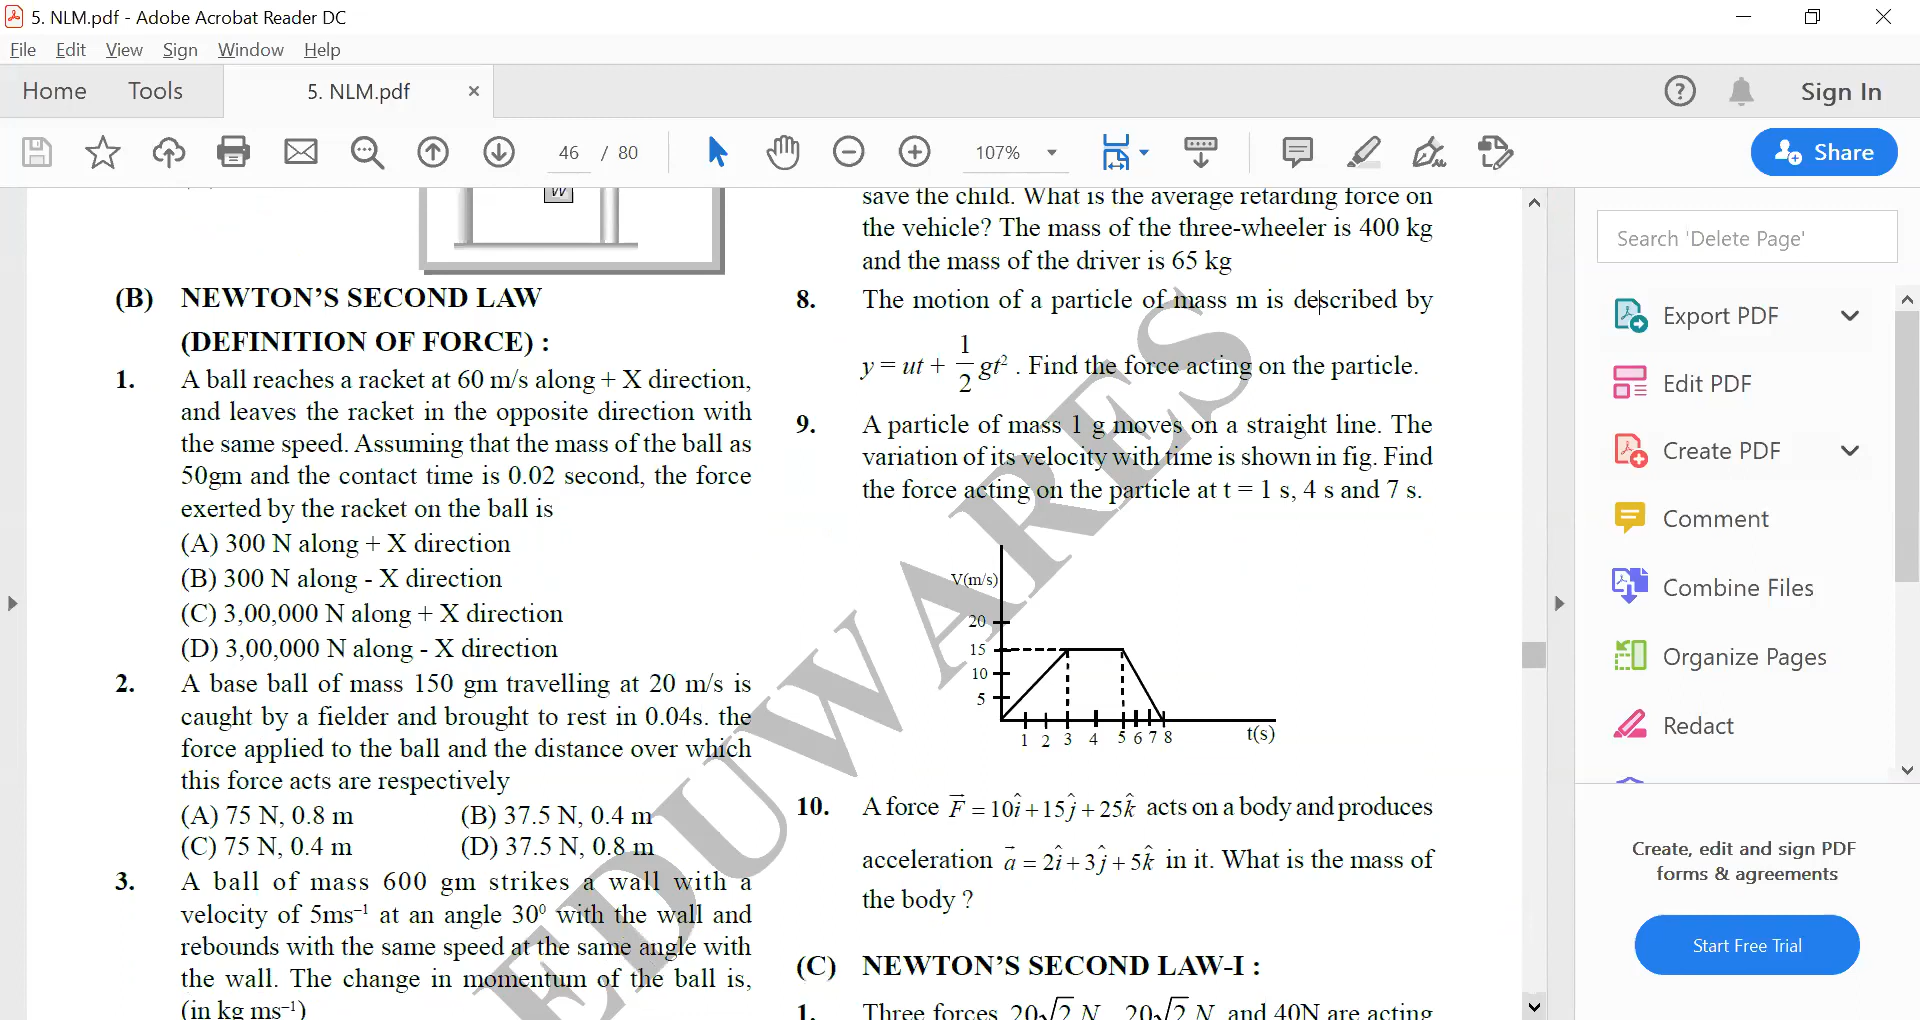 5. NLM.pdf - Adobe Acrobat Reader DC
File Edit View Sign Window Help
Home Tools 5. NLM.pdf × Sign In
46 / 80 107% Share
W
(B) NEWTON’S SECOND LAW
(DEFINITION OF FORCE) :
1. A ball reaches a racket at 60 m/s along + X direction,
and leaves the racket in the opposite direction with
the same speed. Assuming that the mass of the ball as
50gm and the contact time is 0.02 second, the force
exerted by the racket on the ball is
(A) 300 N along + X direction
(B) 300 N along - X direction
(C) 3,00,000 N along + X direction
(D) 3,00,000 N along - X direction
2. A base ball of mass 150 gm travelling at 20 m/s is
caught by a fielder and brought to rest in 0.04s. the
force applied to the ball and the distance over which
this force acts are respectively
(A) 75 N, 0.8 m (B) 37.5 N, 0.4 m
(C) 75 N, 0.4 m (D) 37.5 N, 0.8 m
3. A ball of mass 600 gm strikes a wall with a
velocity of 5ms⁻¹ at an angle 30⁰ with the wall and
rebounds with the same speed at the same angle with
the wall. The change in momentum of the ball is,
(in kg ms⁻¹)
save the child. What is the average retarding force on
the vehicle? The mass of the three-wheeler is 400 kg
and the mass of the driver is 65 kg
8. The motion of a particle of mass m is described by
y = ut + 1/2 gt². Find the force acting on the particle.
9. A particle of mass 1 g moves on a straight line. The
variation of its velocity with time is shown in fig. Find
the force acting on the particle at t = 1 s, 4 s and 7 s.
V(m/s)
20
15
10
5
1 2 3 4 5 6 7 8 t(s)
10. A force F⃗ = 10î + 15ĵ + 25k̂ acts on a body and produces
acceleration a⃗ = 2î + 3ĵ + 5k̂ in it. What is the mass of
the body ?
(C) NEWTON’S SECOND LAW-I :
1. Three forces 20√2 N, 20√2 N and 40N are acting
EDUWARES
Search 'Delete Page'
Export PDF
Edit PDF
Create PDF
Comment
Combine Files
Organize Pages
Redact
Create, edit and sign PDF
forms & agreements
Start Free Trial